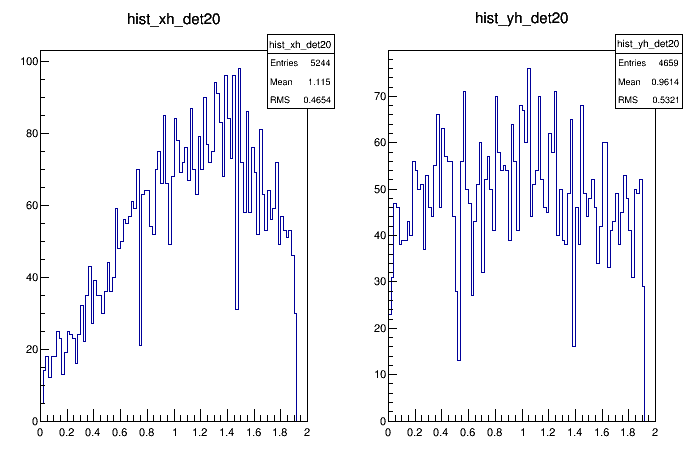 hist_xh_det20
hist_xh_det20
Entries 5244
Mean 1.115
RMS 0.4654
100
80
60
40
20
0
0 0.2 0.4 0.6 0.8 1 1.2 1.4 1.6 1.8 2
hist_yh_det20
hist_yh_det20
Entries 4659
Mean 0.9614
RMS 0.5321
70
60
50
40
30
20
10
0
0 0.2 0.4 0.6 0.8 1 1.2 1.4 1.6 1.8 2